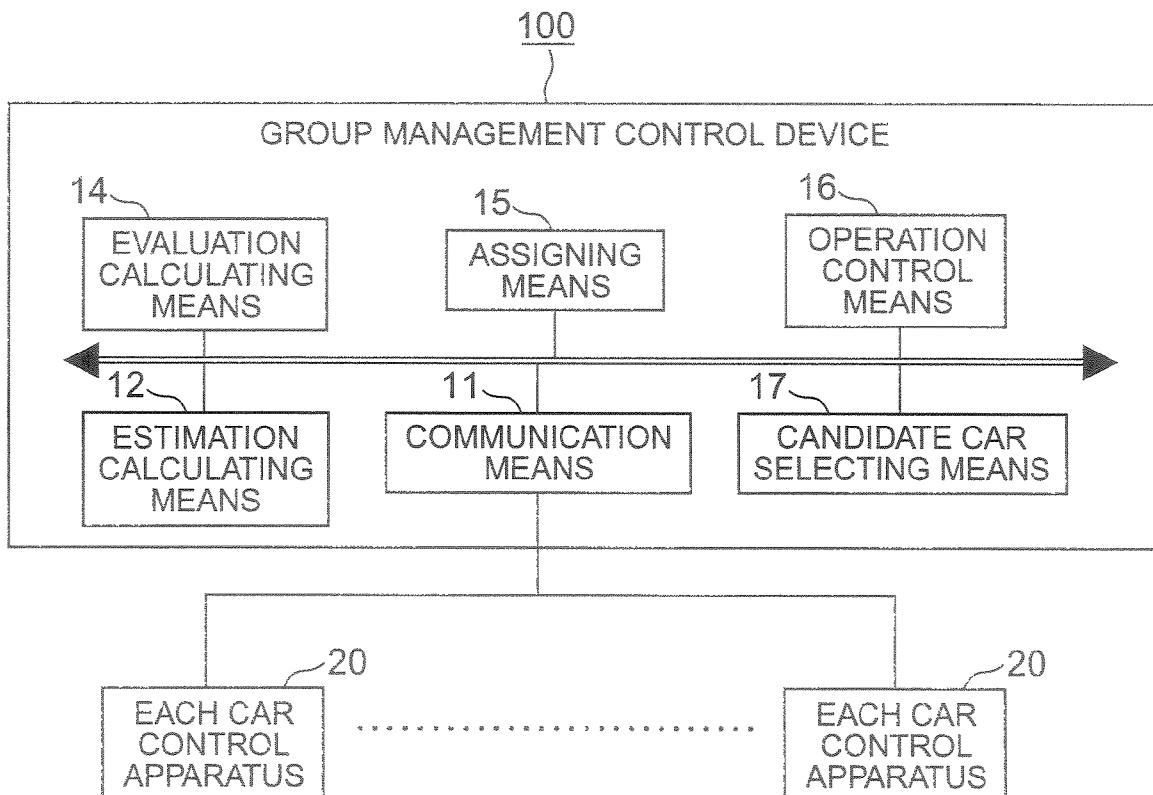 100
GROUP MANAGEMENT CONTROL DEVICE
14
EVALUATION
CALCULATING
MEANS
15
ASSIGNING
MEANS
16
OPERATION
CONTROL
MEANS
12
ESTIMATION
CALCULATING
MEANS
11
COMMUNICATION
MEANS
17
CANDIDATE CAR
SELECTING MEANS
20
EACH CAR
CONTROL
APPARATUS
20
EACH CAR
CONTROL
APPARATUS